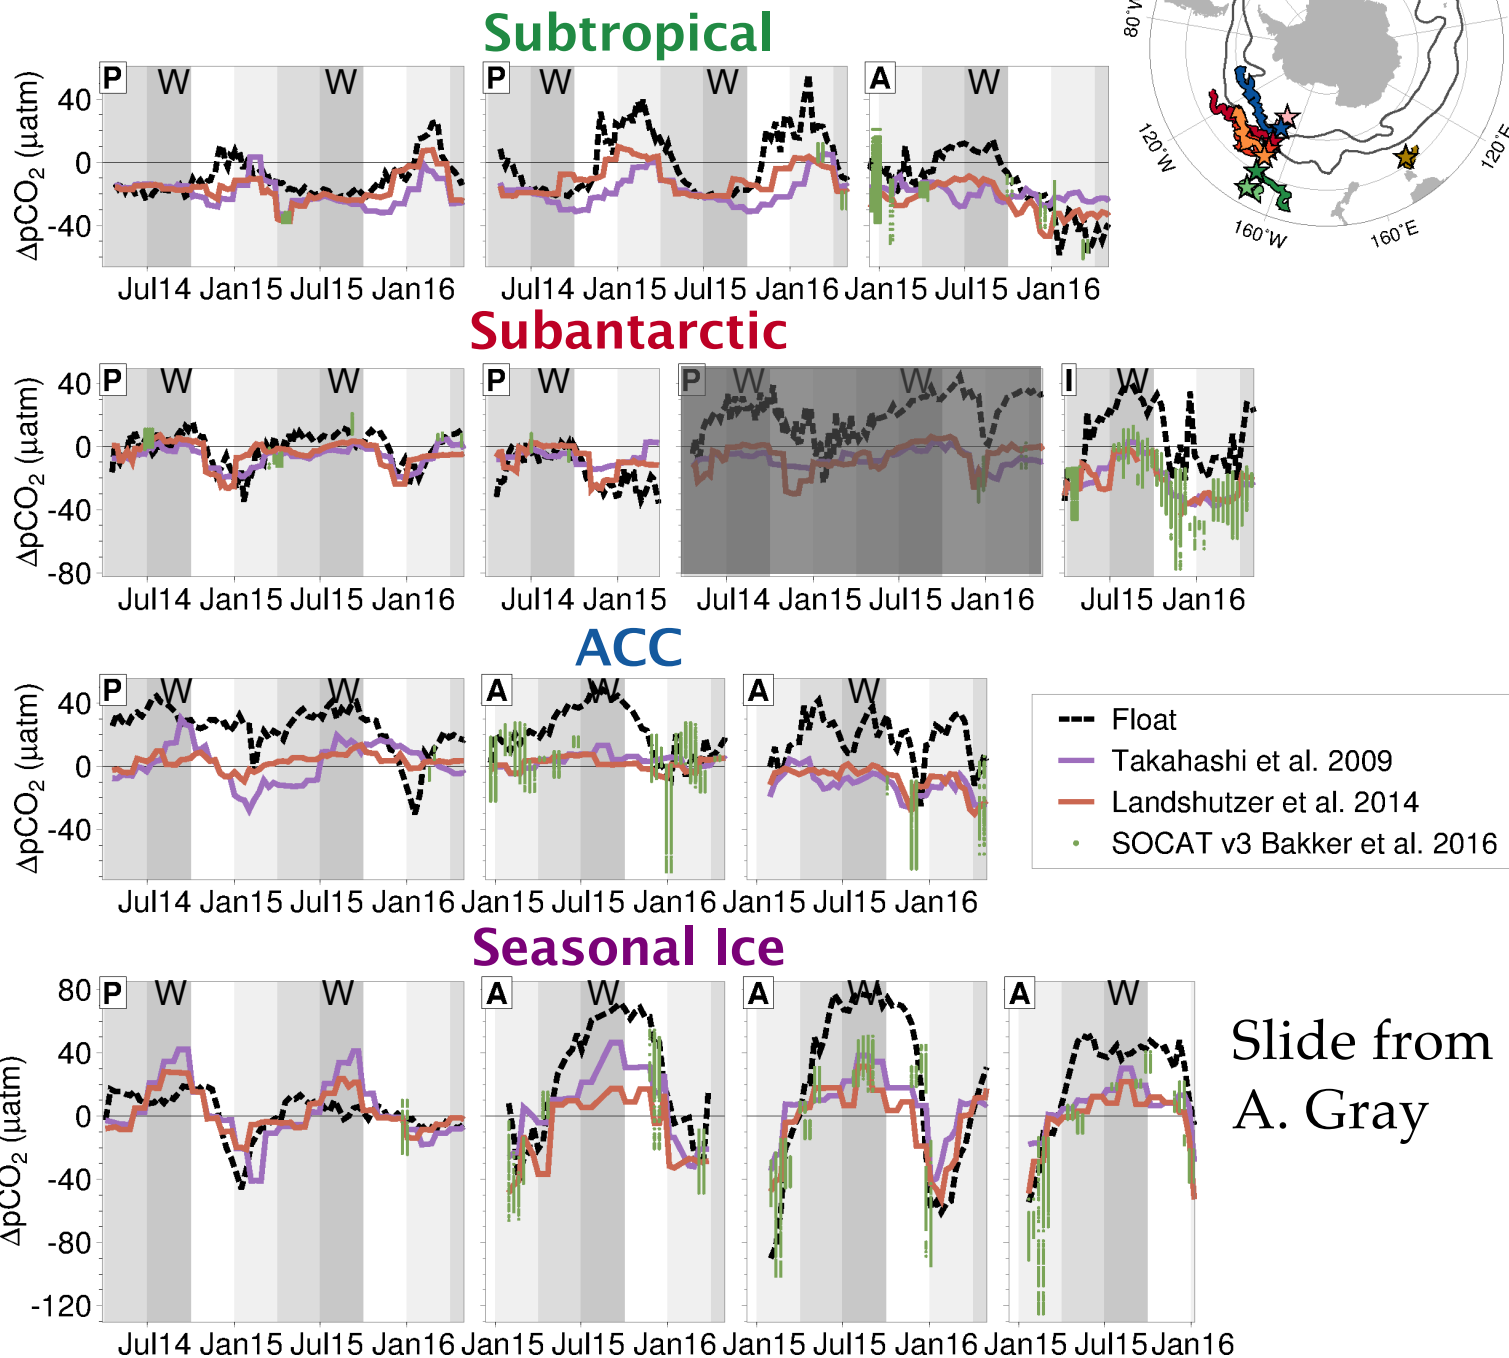 Subtropical
80°W
120°W
160°W
160°E
120°E
P W W
P W W
A W
ΔpCO2 (µatm)
40
0
-40
Jul14 Jan15 Jul15 Jan16
Jul14 Jan15 Jul15 Jan16
Jan15 Jul15 Jan16
Subantarctic
P W W
P W
P W W
I W
ΔpCO2 (µatm)
40
0
-40
-80
Jul14 Jan15 Jul15 Jan16
Jul14 Jan15
Jul14 Jan15 Jul15 Jan16
Jul15 Jan16
ACC
P W W
A W
A W
ΔpCO2 (µatm)
40
0
-40
Jul14 Jan15 Jul15 Jan16
Jan15 Jul15 Jan16
Jan15 Jul15 Jan16
Float
Takahashi et al. 2009
Landshutzer et al. 2014
SOCAT v3 Bakker et al. 2016
Seasonal Ice
P W W
A W
A W
A W
ΔpCO2 (µatm)
80
40
0
-40
-80
-120
Jul14 Jan15 Jul15 Jan16
Jan15 Jul15 Jan16
Jan15 Jul15 Jan16
Jan15 Jul15 Jan16
Slide from
A. Gray